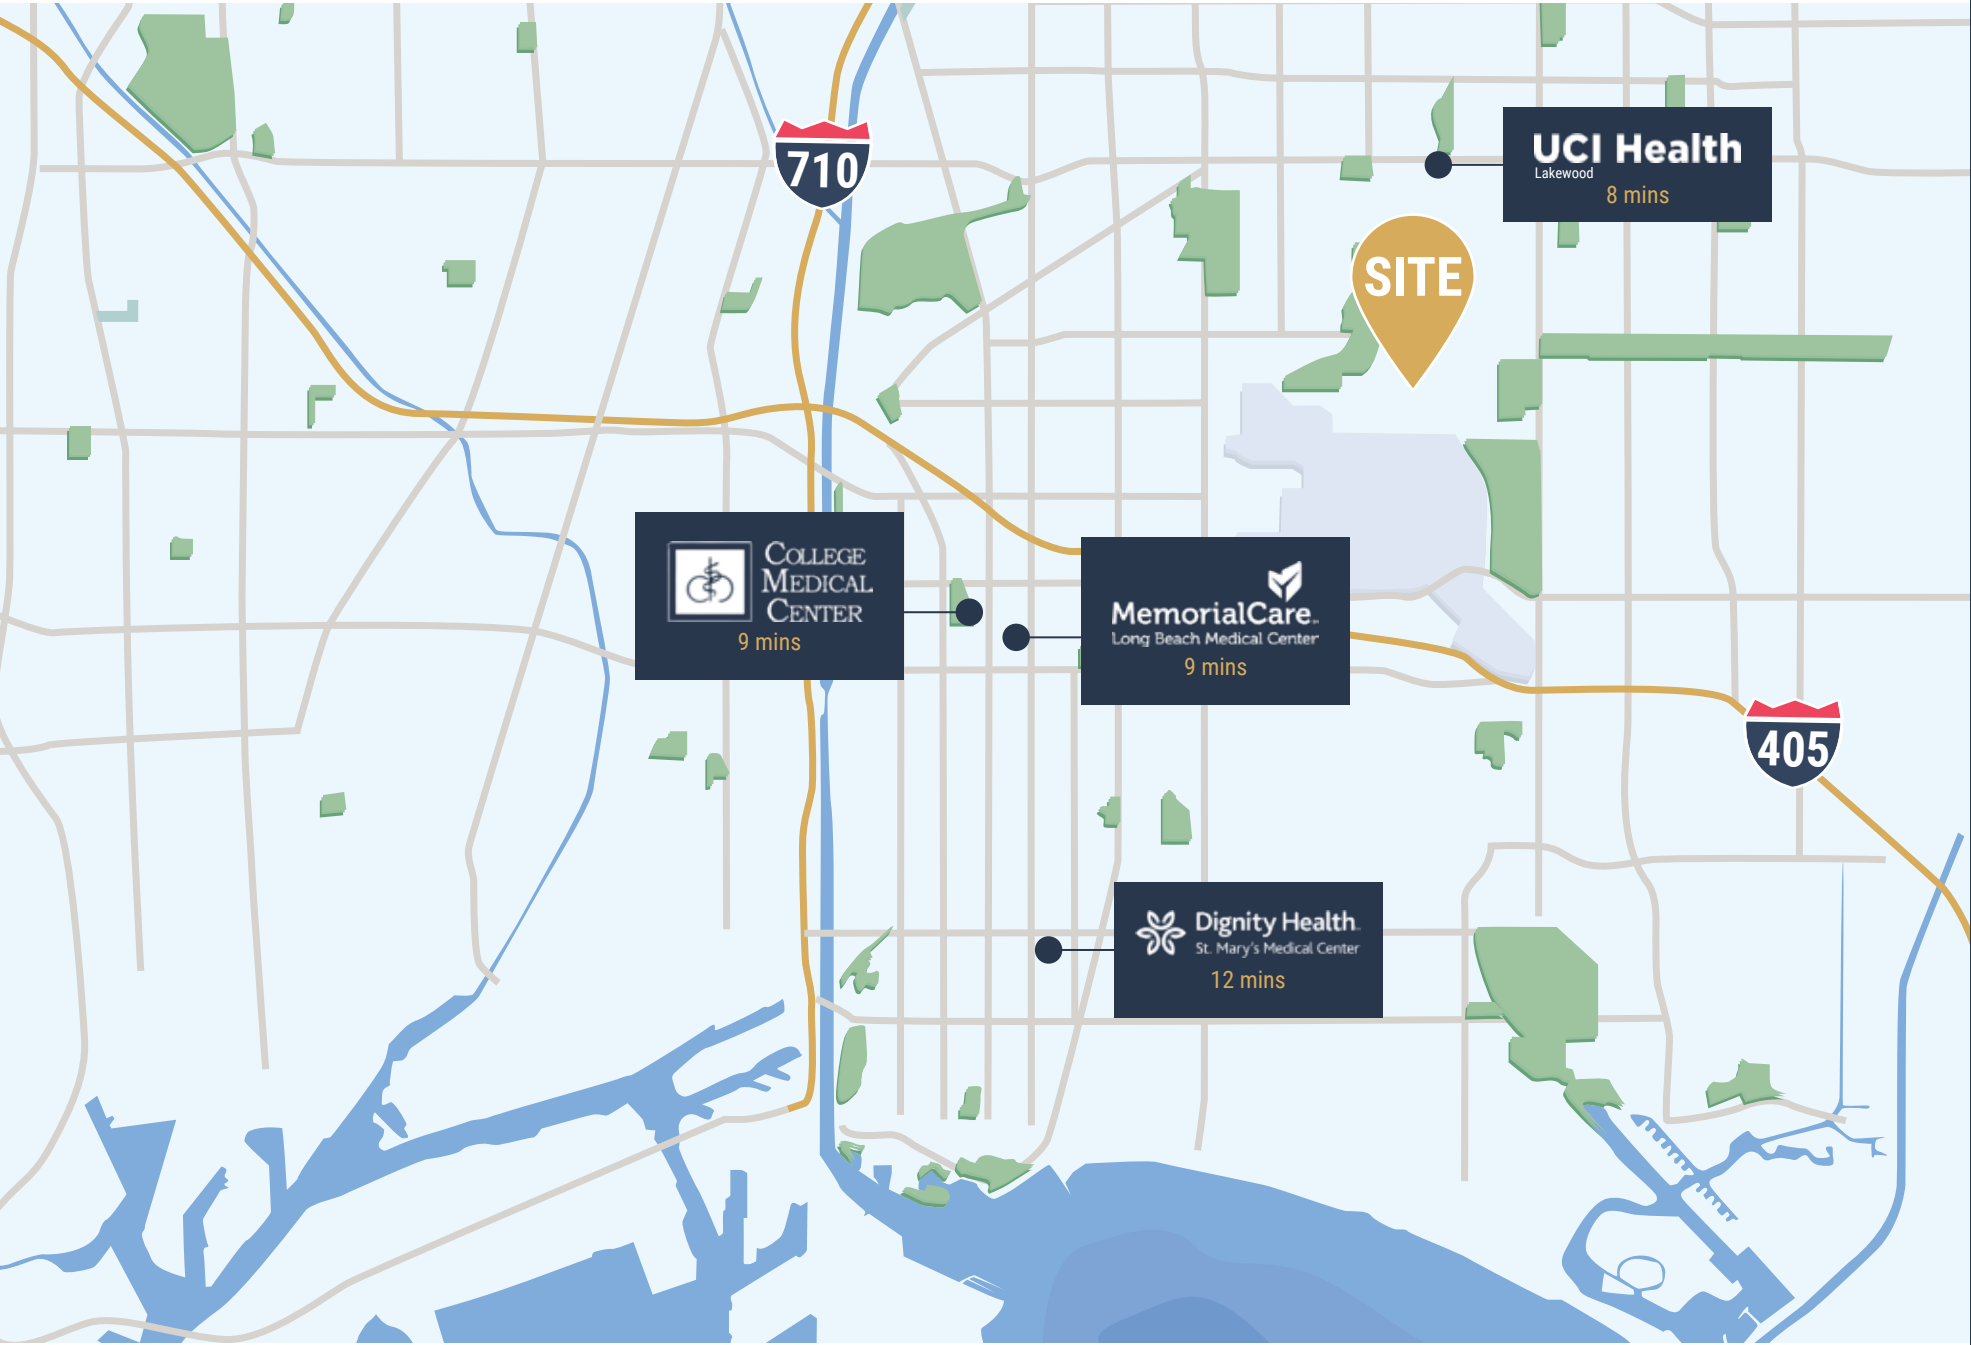 710
UCI Health
Lakewood
8 mins
SITE
COLLEGE
MEDICAL
CENTER
9 mins
MemorialCare
Long Beach Medical Center
9 mins
405
Dignity Health
St. Mary's Medical Center
12 mins